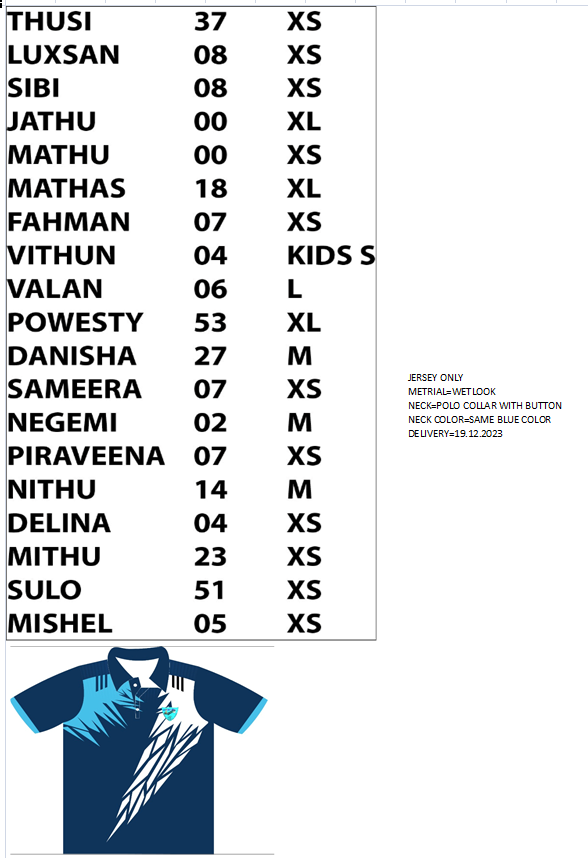 THUSI 37 XS
LUXSAN 08 XS
SIBI 08 XS
JATHU 00 XL
MATHU 00 XS
MATHAS 18 XL
FAHMAN 07 XS
VITHUN 04 KIDS S
VALAN 06 L
POWESTY 53 XL
DANISHA 27 M
SAMEERA 07 XS
NEGEMI 02 M
PIRAVEENA 07 XS
NITHU 14 M
DELINA 04 XS
MITHU 23 XS
SULO 51 XS
MISHEL 05 XS
JERSEY ONLY
METRIAL=WETLOOK
NECK=POLO COLLAR WITH BUTTON
NECK COLOR=SAME BLUE COLOR
DELIVERY=19.12.2023